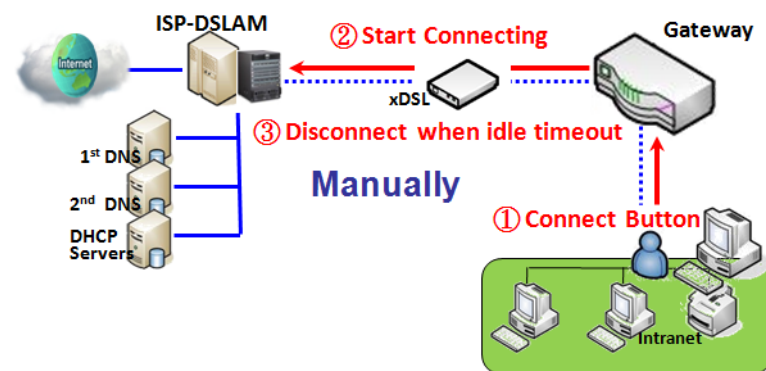 ISP-DSLAM
② Start Connecting
Gateway
Internet
xDSL
③ Disconnect when idle timeout
1st DNS
Manually
2nd DNS
① Connect Button
DHCP
Servers
Intranet